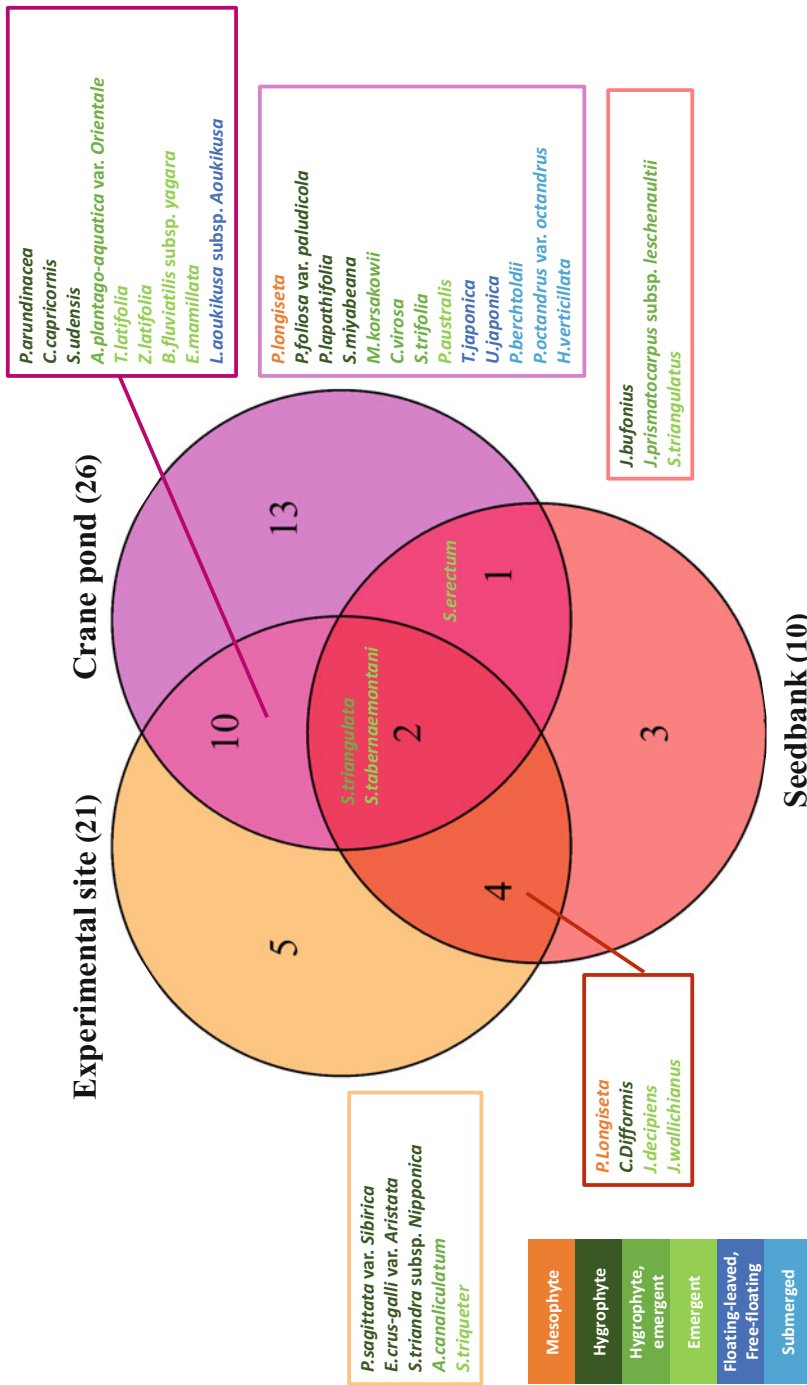 Experimental site (21)
Crane pond (26)
Seedbank (10)
5
10
13
2
4
1
3
S.triangulata
S.tabernaemontani
S.erectum
P.arundinacea
C.capricornis
S.udensis
A.plantago-aquatica var. Orientale
T.latifolia
Z.latifolia
B.fluviatilis subsp. yagara
E.mamillata
L.aoukikusa subsp. Aoukikusa
P.longiseta
P.foliosa var. paludicola
P.lapathifolia
S.miyabeana
M.korsakowii
C.virosa
S.trifolia
P.australis
T.japonica
U.japonica
P.berchtoldii
P.octandrus var. octandrus
H.verticillata
J.bufonius
J.prismatocarpus subsp. leschenaultii
S.triangulatus
P.sagittata var. Sibirica
E.crus-galli var. Aristata
S.triandra subsp. Nipponica
A.canaliculatum
S.triqueter
P.Longiseta
C.Difformis
J.decipiens
J.wallichianus
Mesophyte
Hygrophyte
Hygrophyte,
emergent
Emergent
Floating-leaved,
Free-floating
Submerged